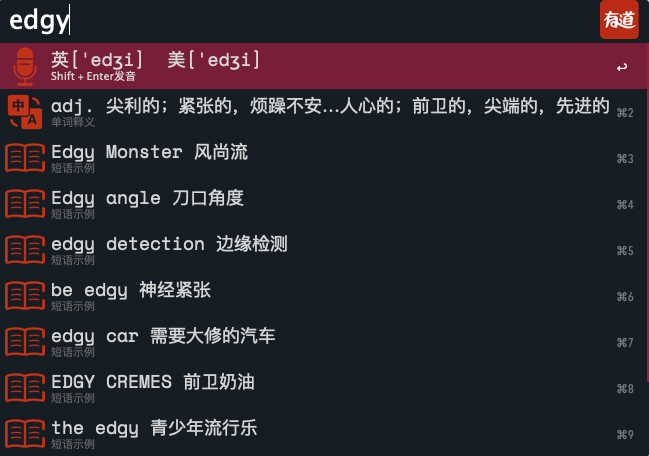 edgy
有道
英[ˈedʒi] 美[ˈedʒi]
Shift + Enter发音
↩
中 A
adj. 尖利的；紧张的，烦躁不安…人心的；前卫的，尖端的，先进的
单词释义
⌘2
Edgy Monster 风尚流
短语示例
⌘3
Edgy angle 刀口角度
短语示例
⌘4
edgy detection 边缘检测
短语示例
⌘5
be edgy 神经紧张
短语示例
⌘6
edgy car 需要大修的汽车
短语示例
⌘7
EDGY CREMES 前卫奶油
短语示例
⌘8
the edgy 青少年流行乐
短语示例
⌘9